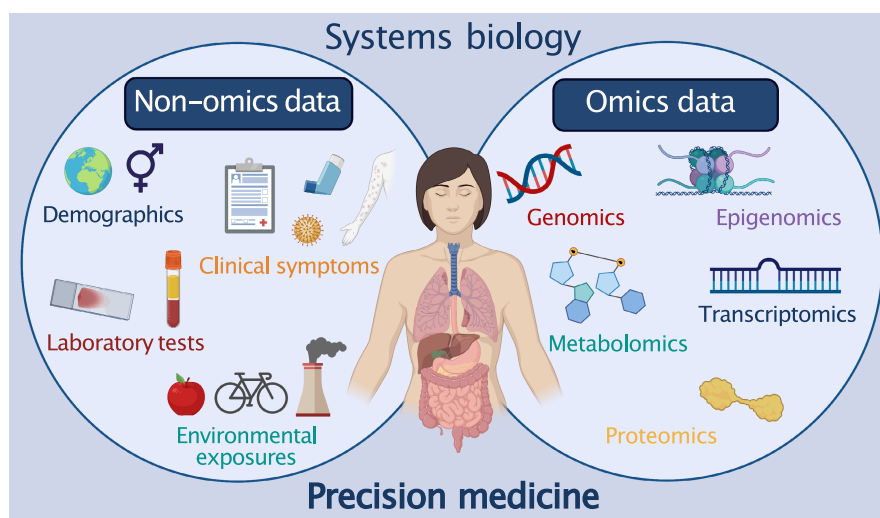 Systems biology
Non-omics data
Demographics
Clinical symptoms
Laboratory tests
Environmental
exposures
Omics data
Genomics
Epigenomics
Metabolomics
Transcriptomics
Proteomics
Precision medicine